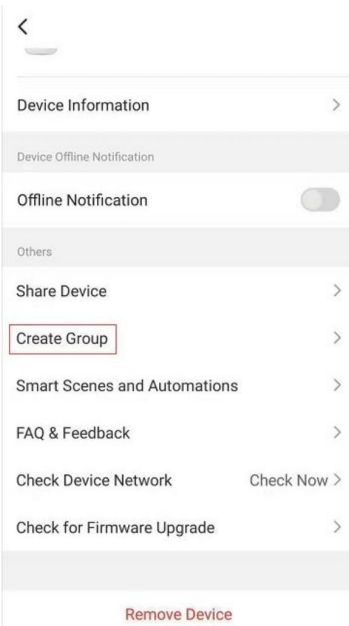 Device Information
Device Offline Notification
Offline Notification
Others
Share Device
Create Group
Smart Scenes and Automations
FAQ & Feedback
Check Device Network Check Now
Check for Firmware Upgrade
Remove Device